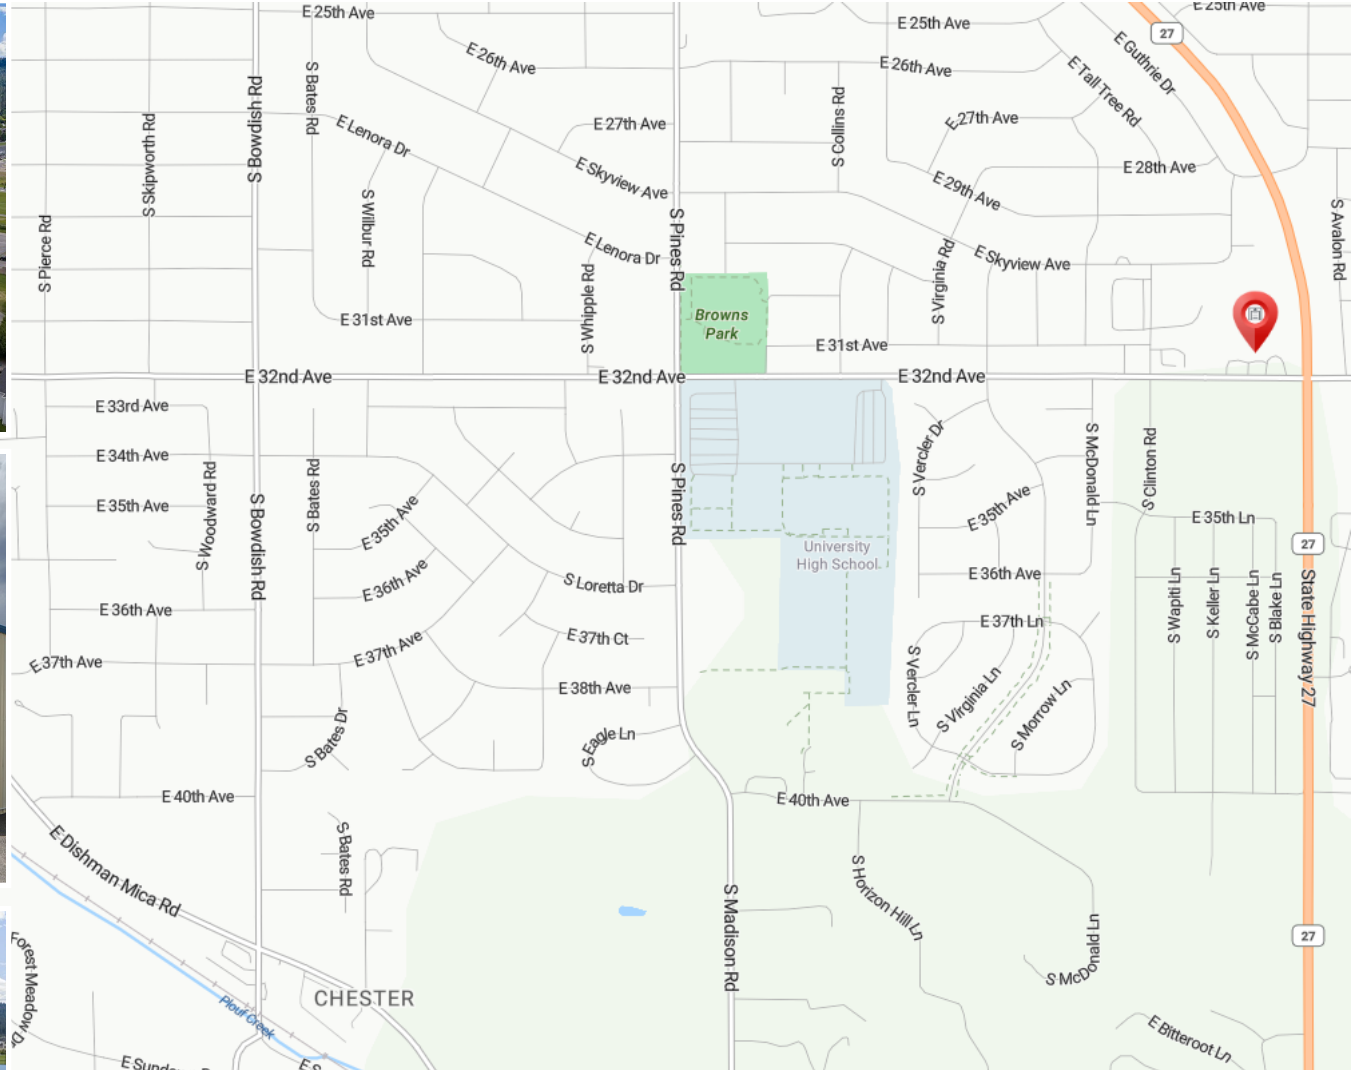 E 25th Ave
E 25th Ave
E 25th Ave
27
E 26th Ave
E 26th Ave
E Guthrie Dr
E Tall Tree Rd
S Bates Rd
S Bowdish Rd
S Skipworth Rd
S Collins Rd
E Lenora Dr
E 27th Ave
E 27th Ave
E 28th Ave
E Skyview Ave
E 29th Ave
S Pierce Rd
S Wilbur Rd
S Pines Rd
S Avalon Rd
E Lenora Dr
S Virginia Rd
E Skyview Ave
S Whipple Rd
Browns
Park
E 31st Ave
E 31st Ave
E 32nd Ave
E 32nd Ave
E 32nd Ave
E 33rd Ave
S Vercler Dr
S McDonald Ln
S Clinton Rd
E 34th Ave
S Woodward Rd
S Bates Rd
S Pines Rd
E 35th Ave
S Bowdish Rd
E 35th Ave
E 35th Ave
E 35th Ln
27
University
High School
E 36th Ave
E 36th Ave
E 36th Ave
S Loretta Dr
S Wapiti Ln
S Keller Ln
S McCabe Ln
S Blake Ln
State Highway 27
E 37th Ln
E 37th Ct
E 37th Ave
E 37th Ave
S Vercler Ln
S Virginia Ln
S Morrow Ln
E 38th Ave
S Bates Dr
S Eagle Ln
E 40th Ave
E 40th Ave
E Dishman Mica Rd
S Bates Rd
S Horizon Hill Ln
S Madison Rd
S McDonald Ln
27
Forest Meadow Dr
CHESTER
Plouf Creek
E Bitteroot Ln